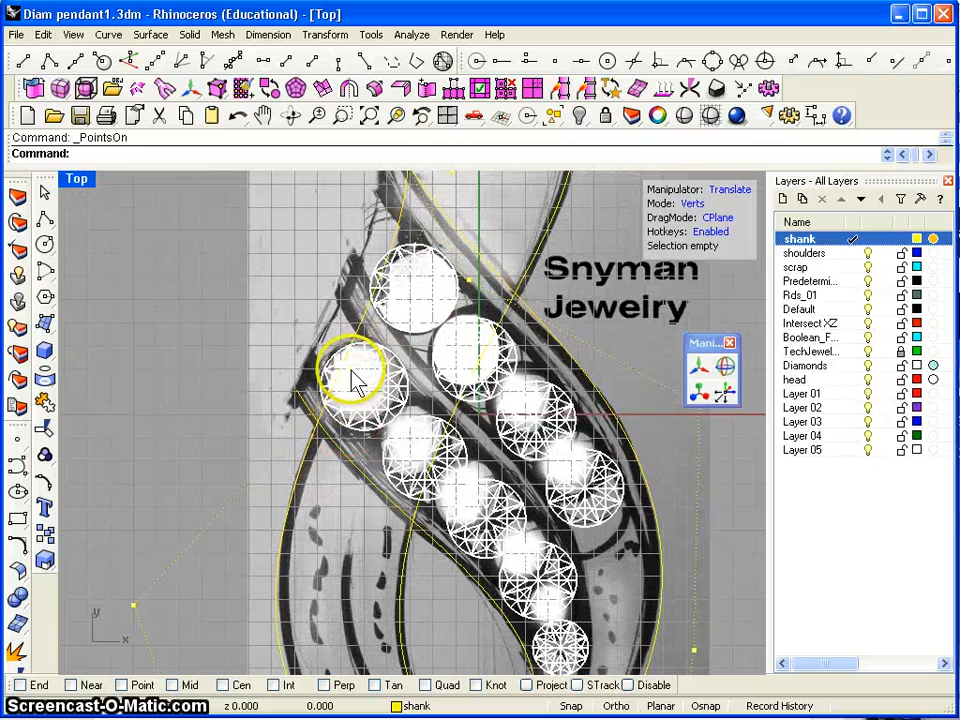 Diam pendant1.3dm - Rhinoceros (Educational) - [Top]
File Edit View Curve Surface Solid Mesh Dimension Transform Tools Analyze Render Help
Command: _PointsOn
Command:
Top
Manipulator: Translate
Mode: Verts
DragMode: CPlane
Hotkeys: Enabled
Selection empty
Snyman
Jewelry
Mani...
y
x
Layers - All Layers
Name
shank
shoulders
scrap
Predetermi...
Rds_01
Default
Intersect XZ
Boolean_F...
TechJewel...
Diamonds
head
Layer 01
Layer 02
Layer 03
Layer 04
Layer 05
End Near Point Mid Cen Int Perp Tan Quad Knot Project STrack Disable
Screencast-O-Matic.com z 0.000 0.000 shank Snap Ortho Planar Osnap Record History